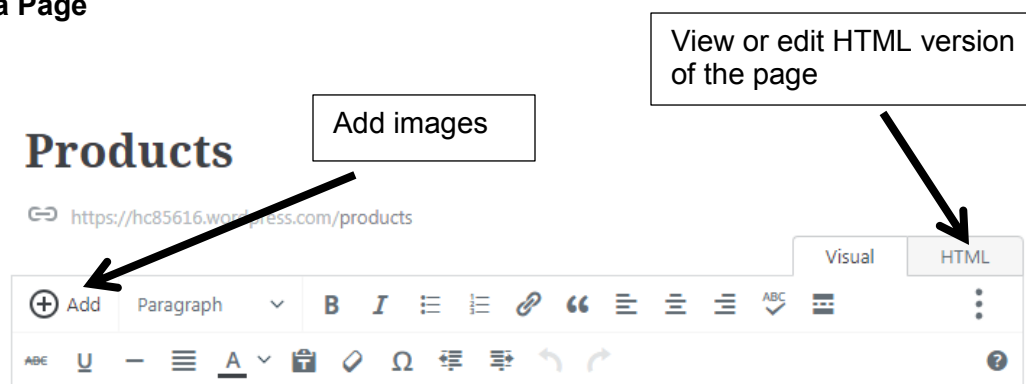 a Page
View or edit HTML version
of the page
Add images
Products
https://hc85616.wordpress.com/products
Visual HTML
Add Paragraph B I ABC
ABC U A Ω